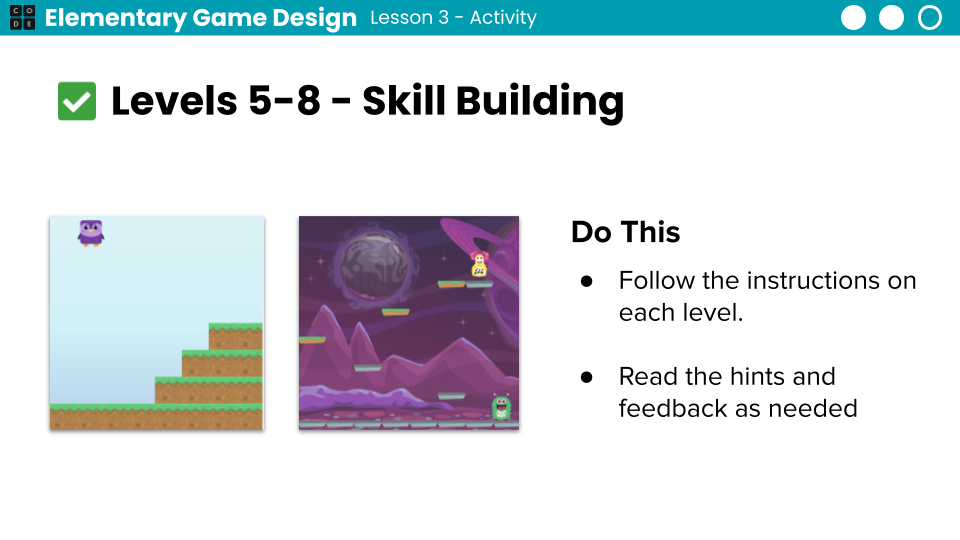 CODE
Elementary Game Design Lesson 3 - Activity
Levels 5-8 - Skill Building
Do This
● Follow the instructions on
each level.
● Read the hints and
feedback as needed